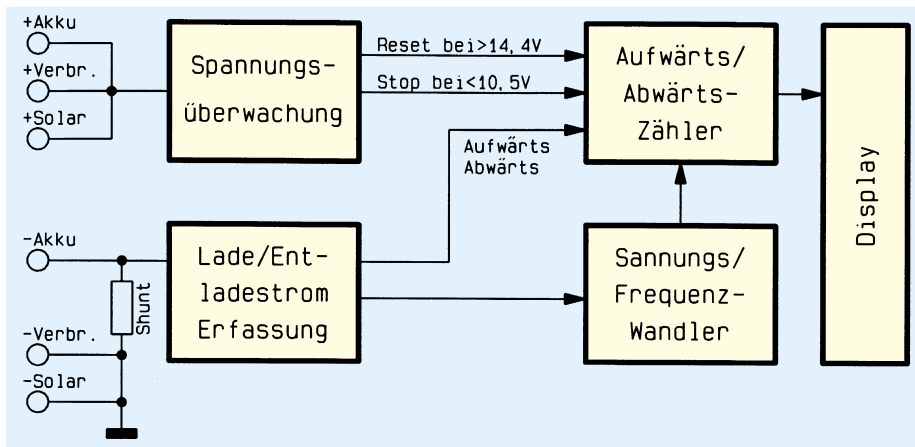 +Akku
+Verbr.
+Solar
Spannungs-
überwachung
Reset bei>14,4V
Stop bei<10,5V
Aufwärts
Abwärts
Aufwärts/
Abwärts-
Zähler
Display
-Akku
Shunt
-Verbr.
-Solar
Lade/Ent-
ladestrom
Erfassung
Sannungs/
Frequenz-
Wandler